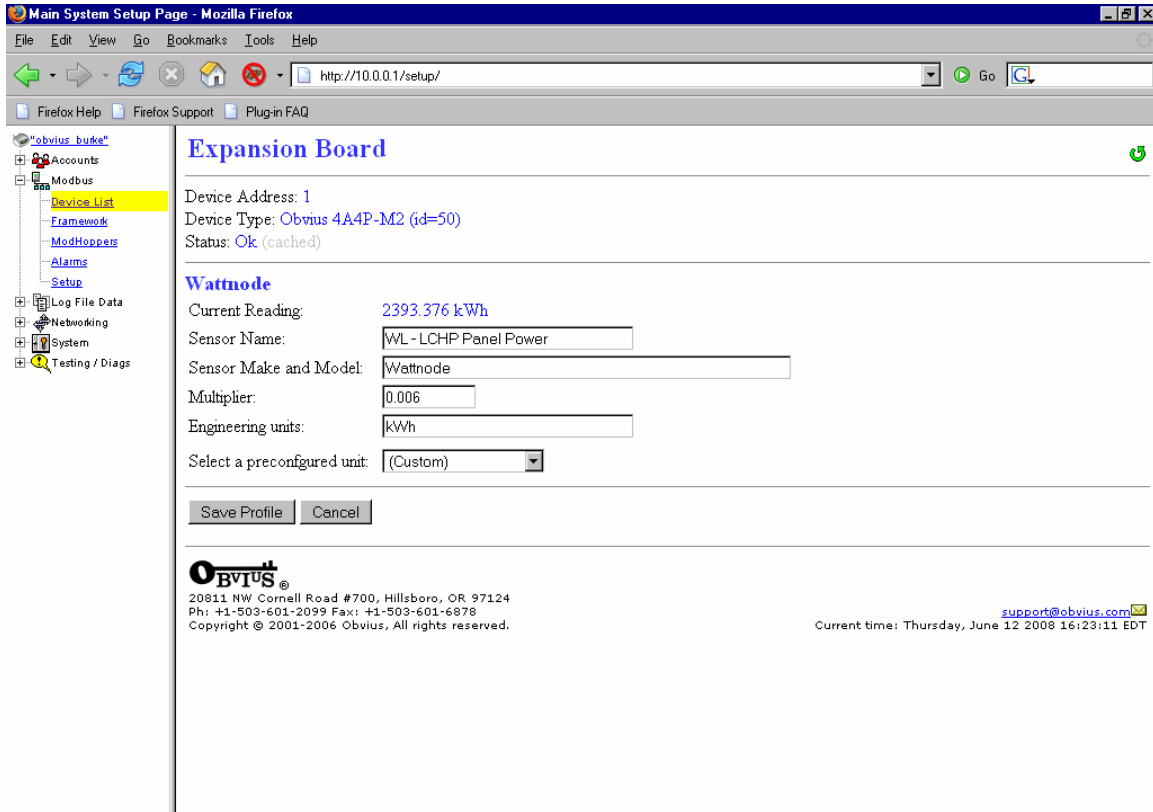 Main System Setup Page - Mozilla Firefox
File Edit View Go Bookmarks Tools Help
http://10.0.0.1/setup/ Go G
Firefox Help Firefox Support Plug-in FAQ
"obvius burke"
Accounts
Modbus
Device List
Framework
ModHoppers
Alarms
Setup
Log File Data
Networking
System
Testing / Diags
Expansion Board
Device Address: 1
Device Type: Obvius 4A4P-M2 (id=50)
Status: Ok (cached)
Wattnode
Current Reading: 2393.376 kWh
Sensor Name: WL - LCHP Panel Power
Sensor Make and Model: Wattnode
Multiplier: 0.006
Engineering units: kWh
Select a preconfgured unit: (Custom)
Save Profile Cancel
OBVIUS ®
20811 NW Cornell Road #700, Hillsboro, OR 97124
Ph: +1-503-601-2099 Fax: +1-503-601-6878
Copyright © 2001-2006 Obvius, All rights reserved.
support@obvius.com
Current time: Thursday, June 12 2008 16:23:11 EDT